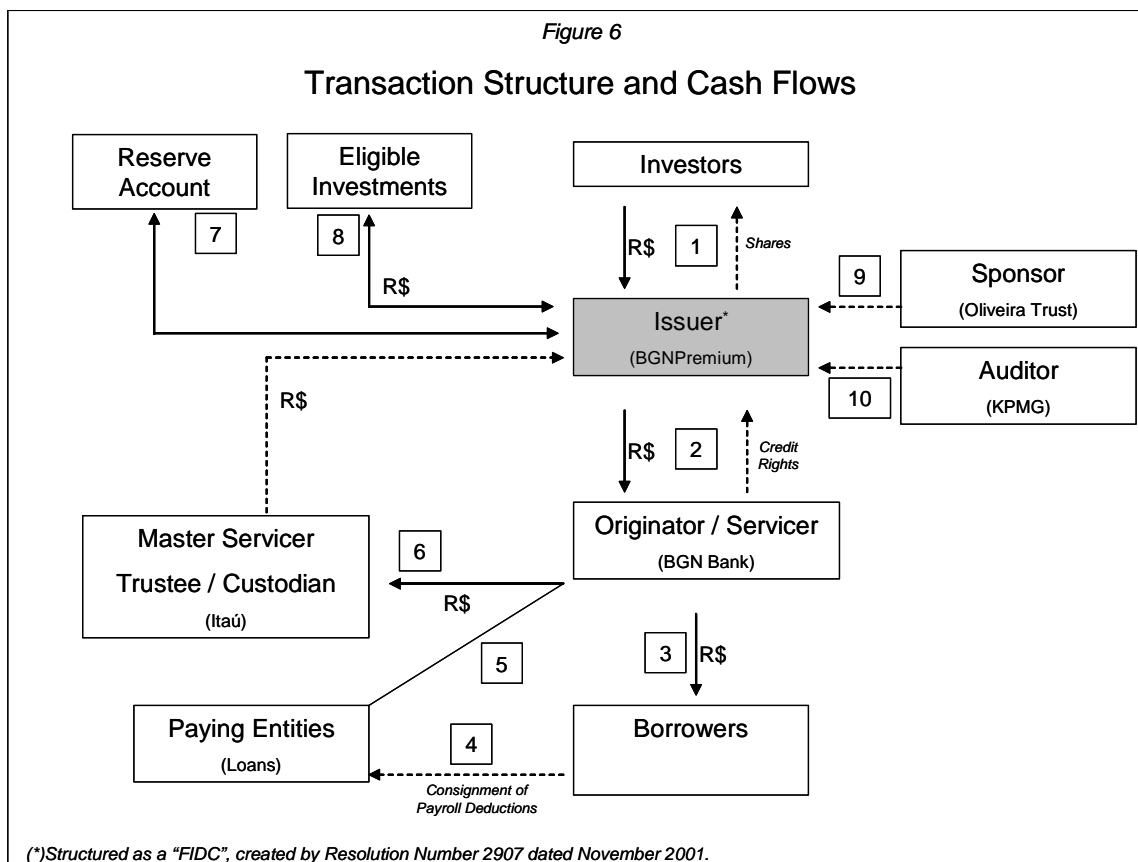 Figure 6
Transaction Structure and Cash Flows
Reserve
Account
Eligible
Investments
Investors
7
8
R$
1
Shares
R$
9
Sponsor
(Oliveira Trust)
Issuer*
(BGNPremium)
10
Auditor
(KPMG)
R$
R$
2
Credit
Rights
Master Servicer
Trustee / Custodian
(Itaú)
6
R$
Originator / Servicer
(BGN Bank)
5
3
R$
Paying Entities
(Loans)
4
Consignment of
Payroll Deductions
Borrowers
(*)Structured as a “FIDC”, created by Resolution Number 2907 dated November 2001.